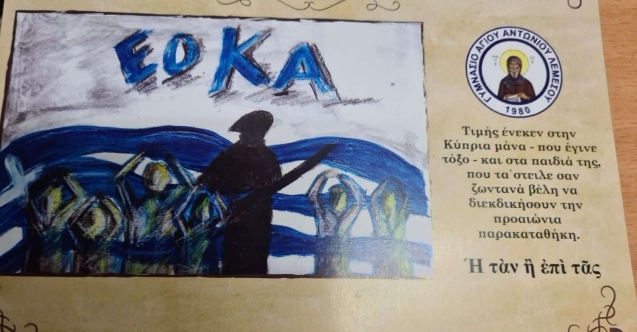 ΕΟΚΑ
ΓΥΜΝΑΣΙΟ ΑΓΙΟΥ ΑΝΤΩΝΙΟΥ ΛΕΜΕΣΟΥ
1980
Τιμής ένεκεν στην
Κύπρια μάνα - που έγινε
τόξο - και στα παιδιά της,
που τα΄στειλε σαν
ζωντανά βέλη να
διεκδικήσουν την
προαιώνια
παρακαταθήκη.
Ἢ τὰν ἢ ἐπὶ τᾶς